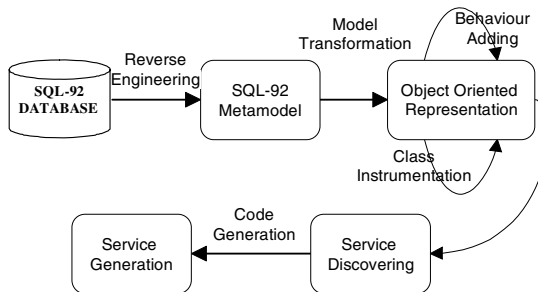 Model
Transformation
Behaviour
Adding
Reverse
Engineering
SQL-92
DATABASE
SQL-92
Metamodel
Object Oriented
Representation
Class
Instrumentation
Code
Generation
Service
Generation
Service
Discovering